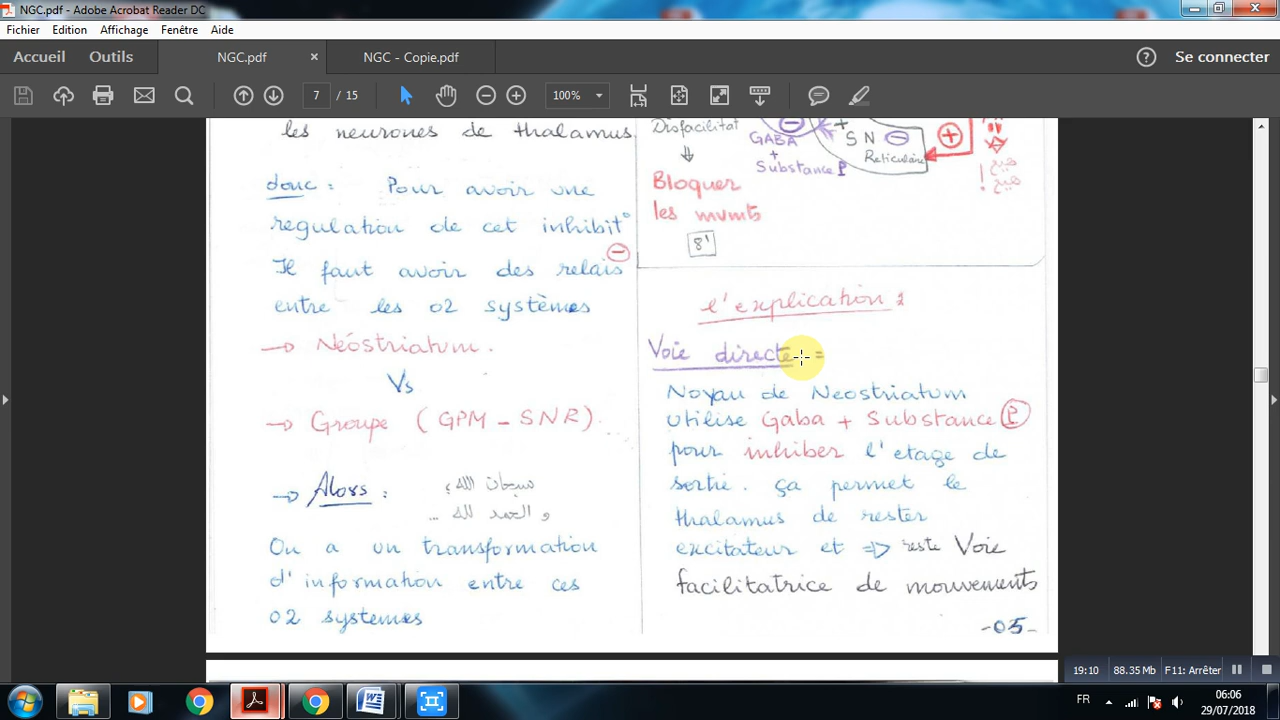 NGC.pdf - Adobe Acrobat Reader DC
Fichier Edition Affichage Fenêtre Aide
Accueil Outils NGC.pdf × NGC - Copie.pdf ? Se connecter
7 / 15 100%
les neurones de thalamus
donc : Pour avoir une
regulation de cet inhibit°
Il faut avoir des relais
entre les 02 systèmes
→ Néostriatum.
Vs
→ Groupe (GPM - SNR).
→ Alors :
سبحان الله ؛
و الحمد لله ...
On a un transformation
d'information entre ces
02 systemes
Disfacilitat
⇓
Bloquer
les mvmts
8'
GABA
+
Substance P
+
S N
Reticulaire
l'explication :
Voie directe =
Noyau de Neostriatum
utilise Gaba + Substance P
pour inhiber l'etage de
sortie. ça permet le
thalamus de rester
excitateur et => reste Voie
facilitatrice de mouvements
-05-
19:10 88.35 Mb F11: Arrêter
FR
06:06
29/07/2018